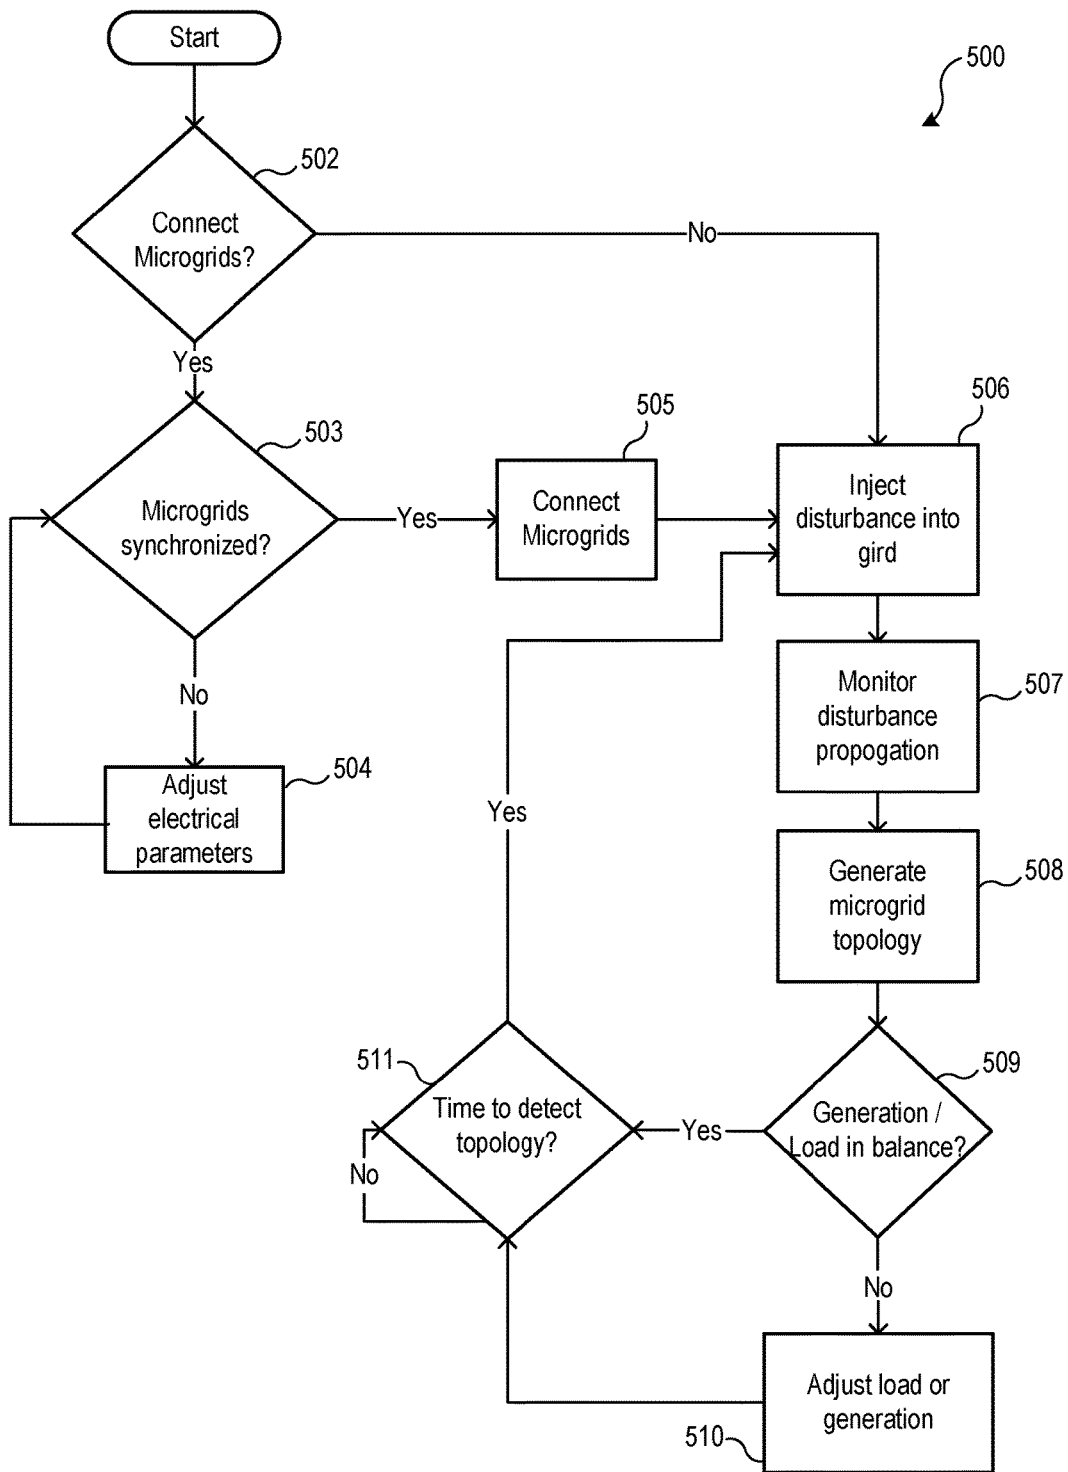 Start
500
502
Connect
Microgrids?
No
Yes
503
Microgrids
synchronized?
Yes
505
Connect
Microgrids
506
Inject
disturbance into
gird
No
504
Adjust
electrical
parameters
507
Monitor
disturbance
propogation
Yes
508
Generate
microgrid
topology
509
Generation /
Load in balance?
Yes
511
Time to detect
topology?
No
No
510
Adjust load or
generation